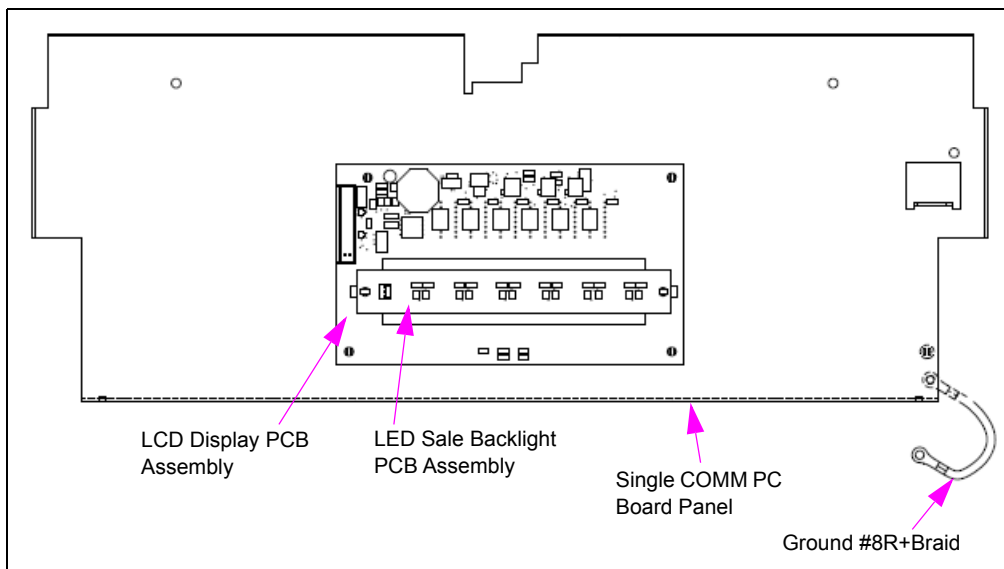 LCD Display PCB
Assembly
LED Sale Backlight
PCB Assembly
Single COMM PC
Board Panel
Ground #8R+Braid